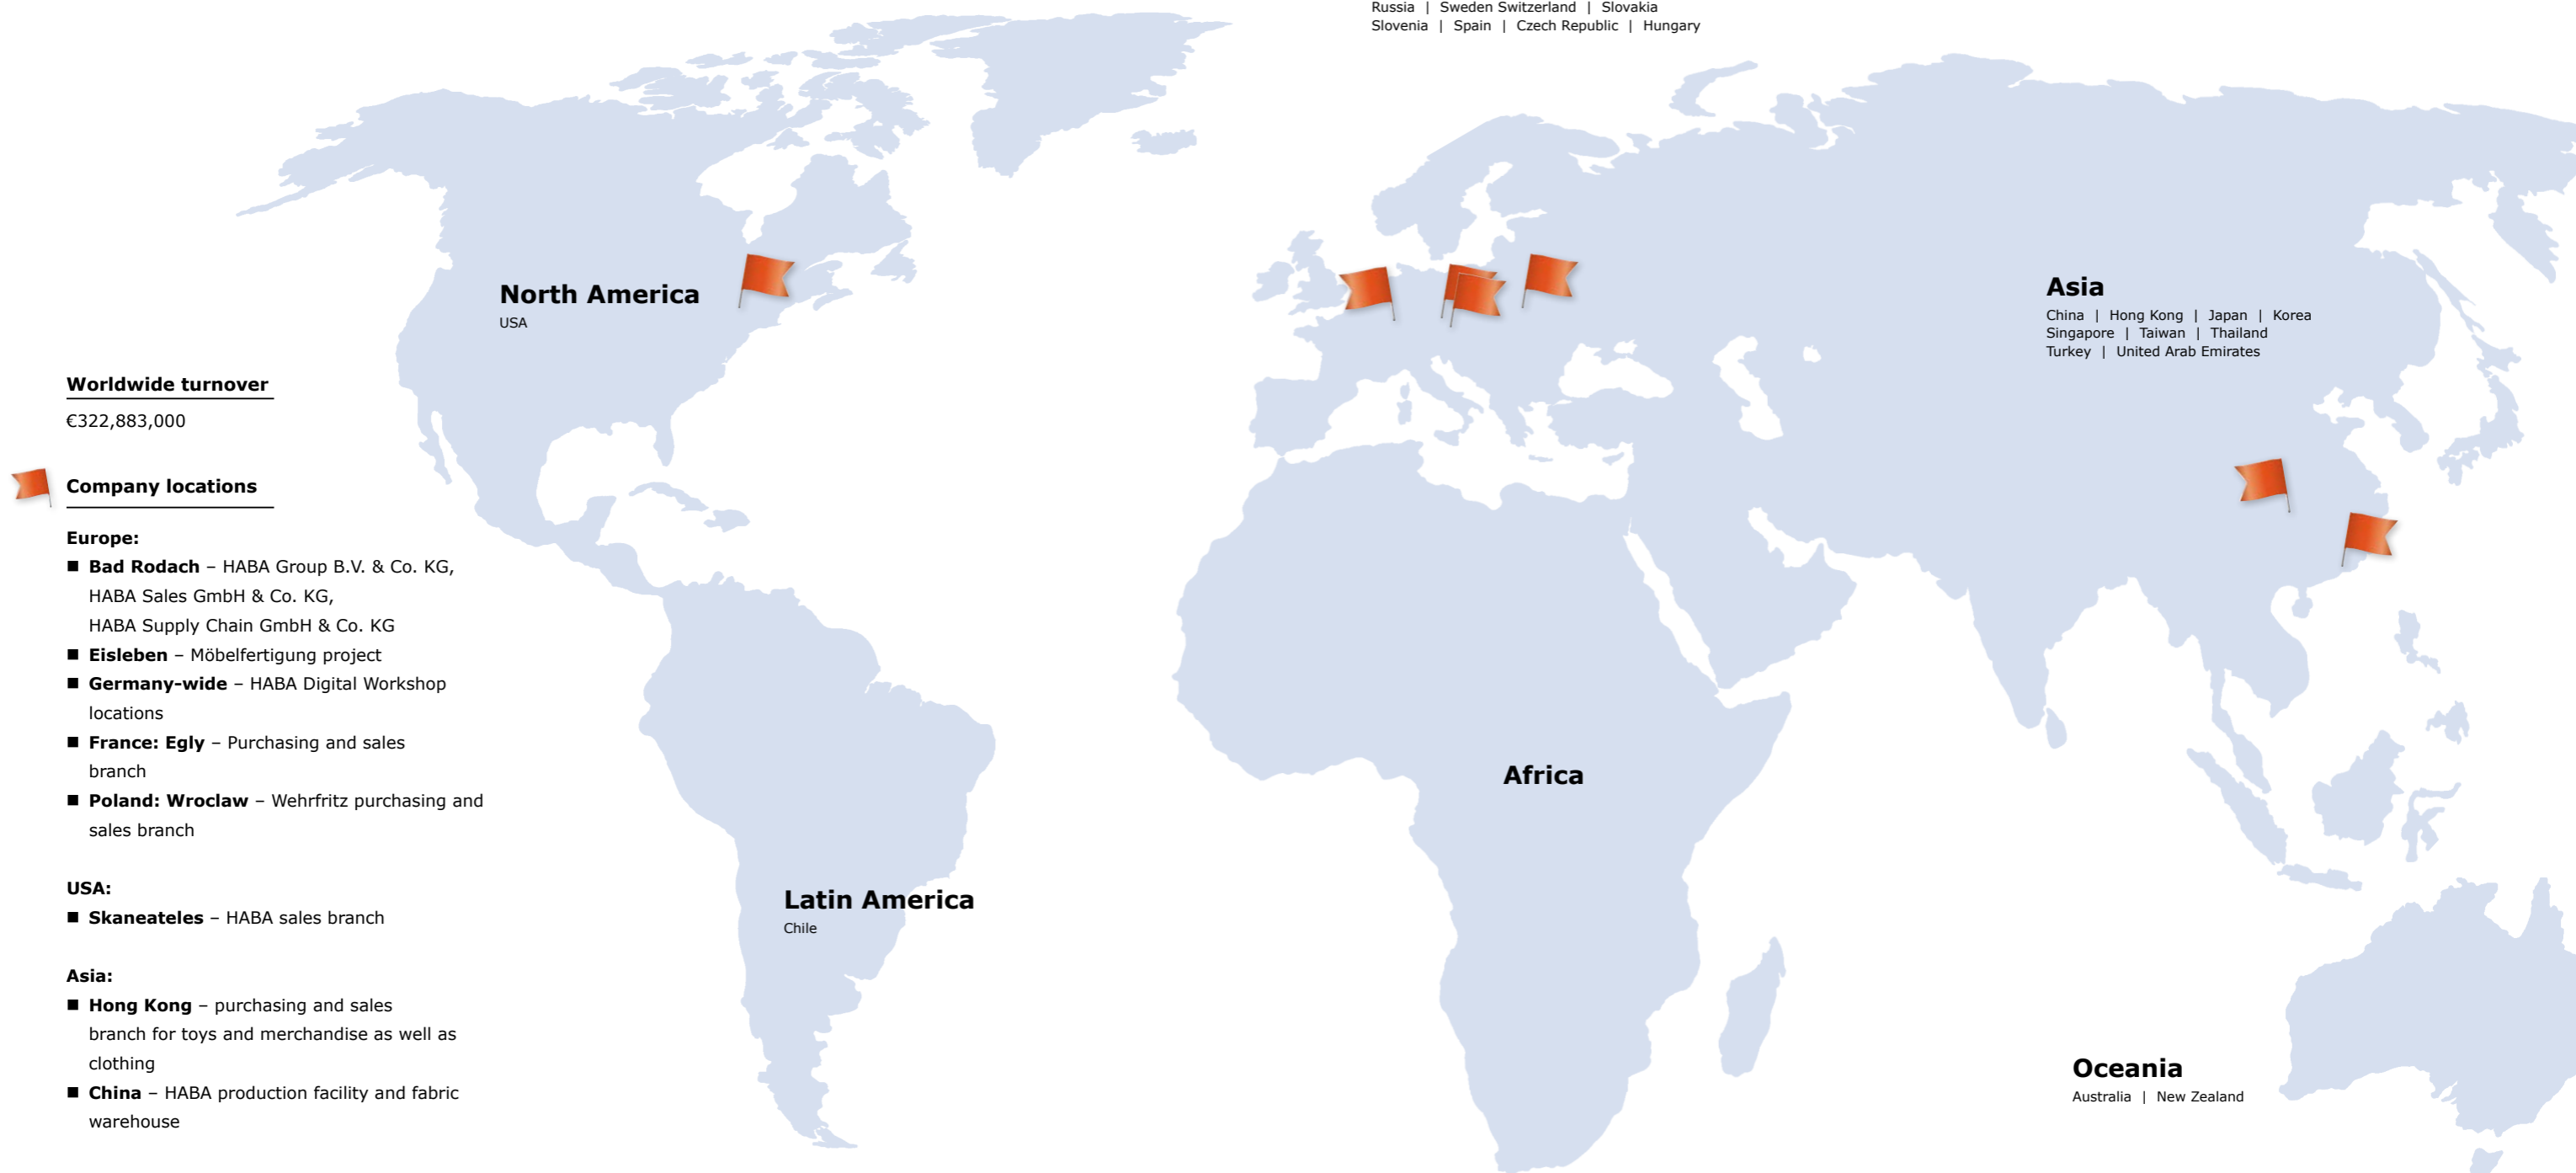 Russia | Sweden Switzerland | Slovakia
Slovenia | Spain | Czech Republic | Hungary
North America
USA
Asia
China | Hong Kong | Japan | Korea
Singapore | Taiwan | Thailand
Turkey | United Arab Emirates
Worldwide turnover
€322,883,000
Company locations
Europe:
■ Bad Rodach – HABA Group B.V. & Co. KG,
HABA Sales GmbH & Co. KG,
HABA Supply Chain GmbH & Co. KG
■ Eisleben – Möbelfertigung project
■ Germany-wide – HABA Digital Workshop
locations
■ France: Egly – Purchasing and sales
branch
■ Poland: Wroclaw – Wehrfritz purchasing and
sales branch
USA:
■ Skaneateles – HABA sales branch
Asia:
■ Hong Kong – purchasing and sales
branch for toys and merchandise as well as
clothing
■ China – HABA production facility and fabric
warehouse
Africa
Latin America
Chile
Oceania
Australia | New Zealand